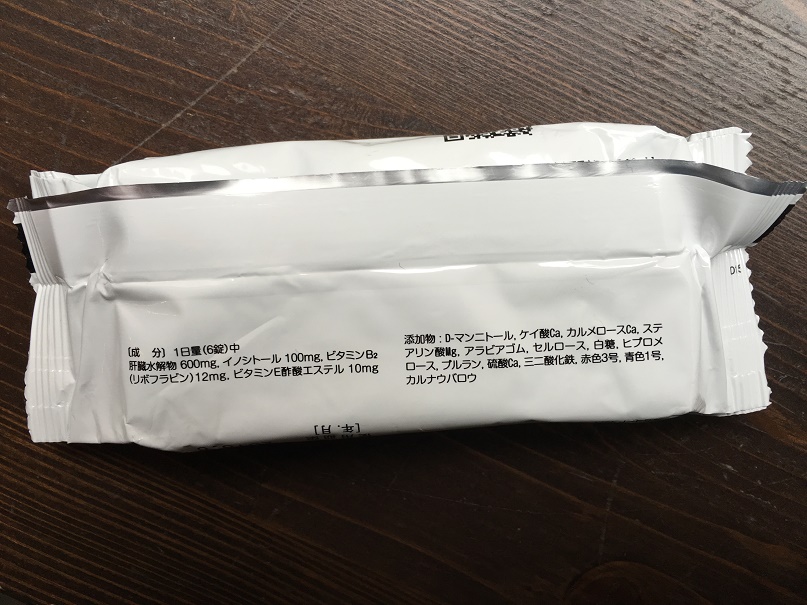 〔成　分〕 1日量(6錠)中
肝臓水解物 600mg, イノシトール 100mg, ビタミンB₂
(リボフラビン)12mg, ビタミンE酢酸エステル 10mg
添加物：D-マンニトール, ケイ酸Ca, カルメロースCa, ステ
アリン酸Mg, アラビアゴム, セルロース, 白糖, ヒプロメ
ロース, プルラン, 硫酸Ca, 三二酸化鉄, 赤色3号, 青色1号,
カルナウバロウ
[年.月]